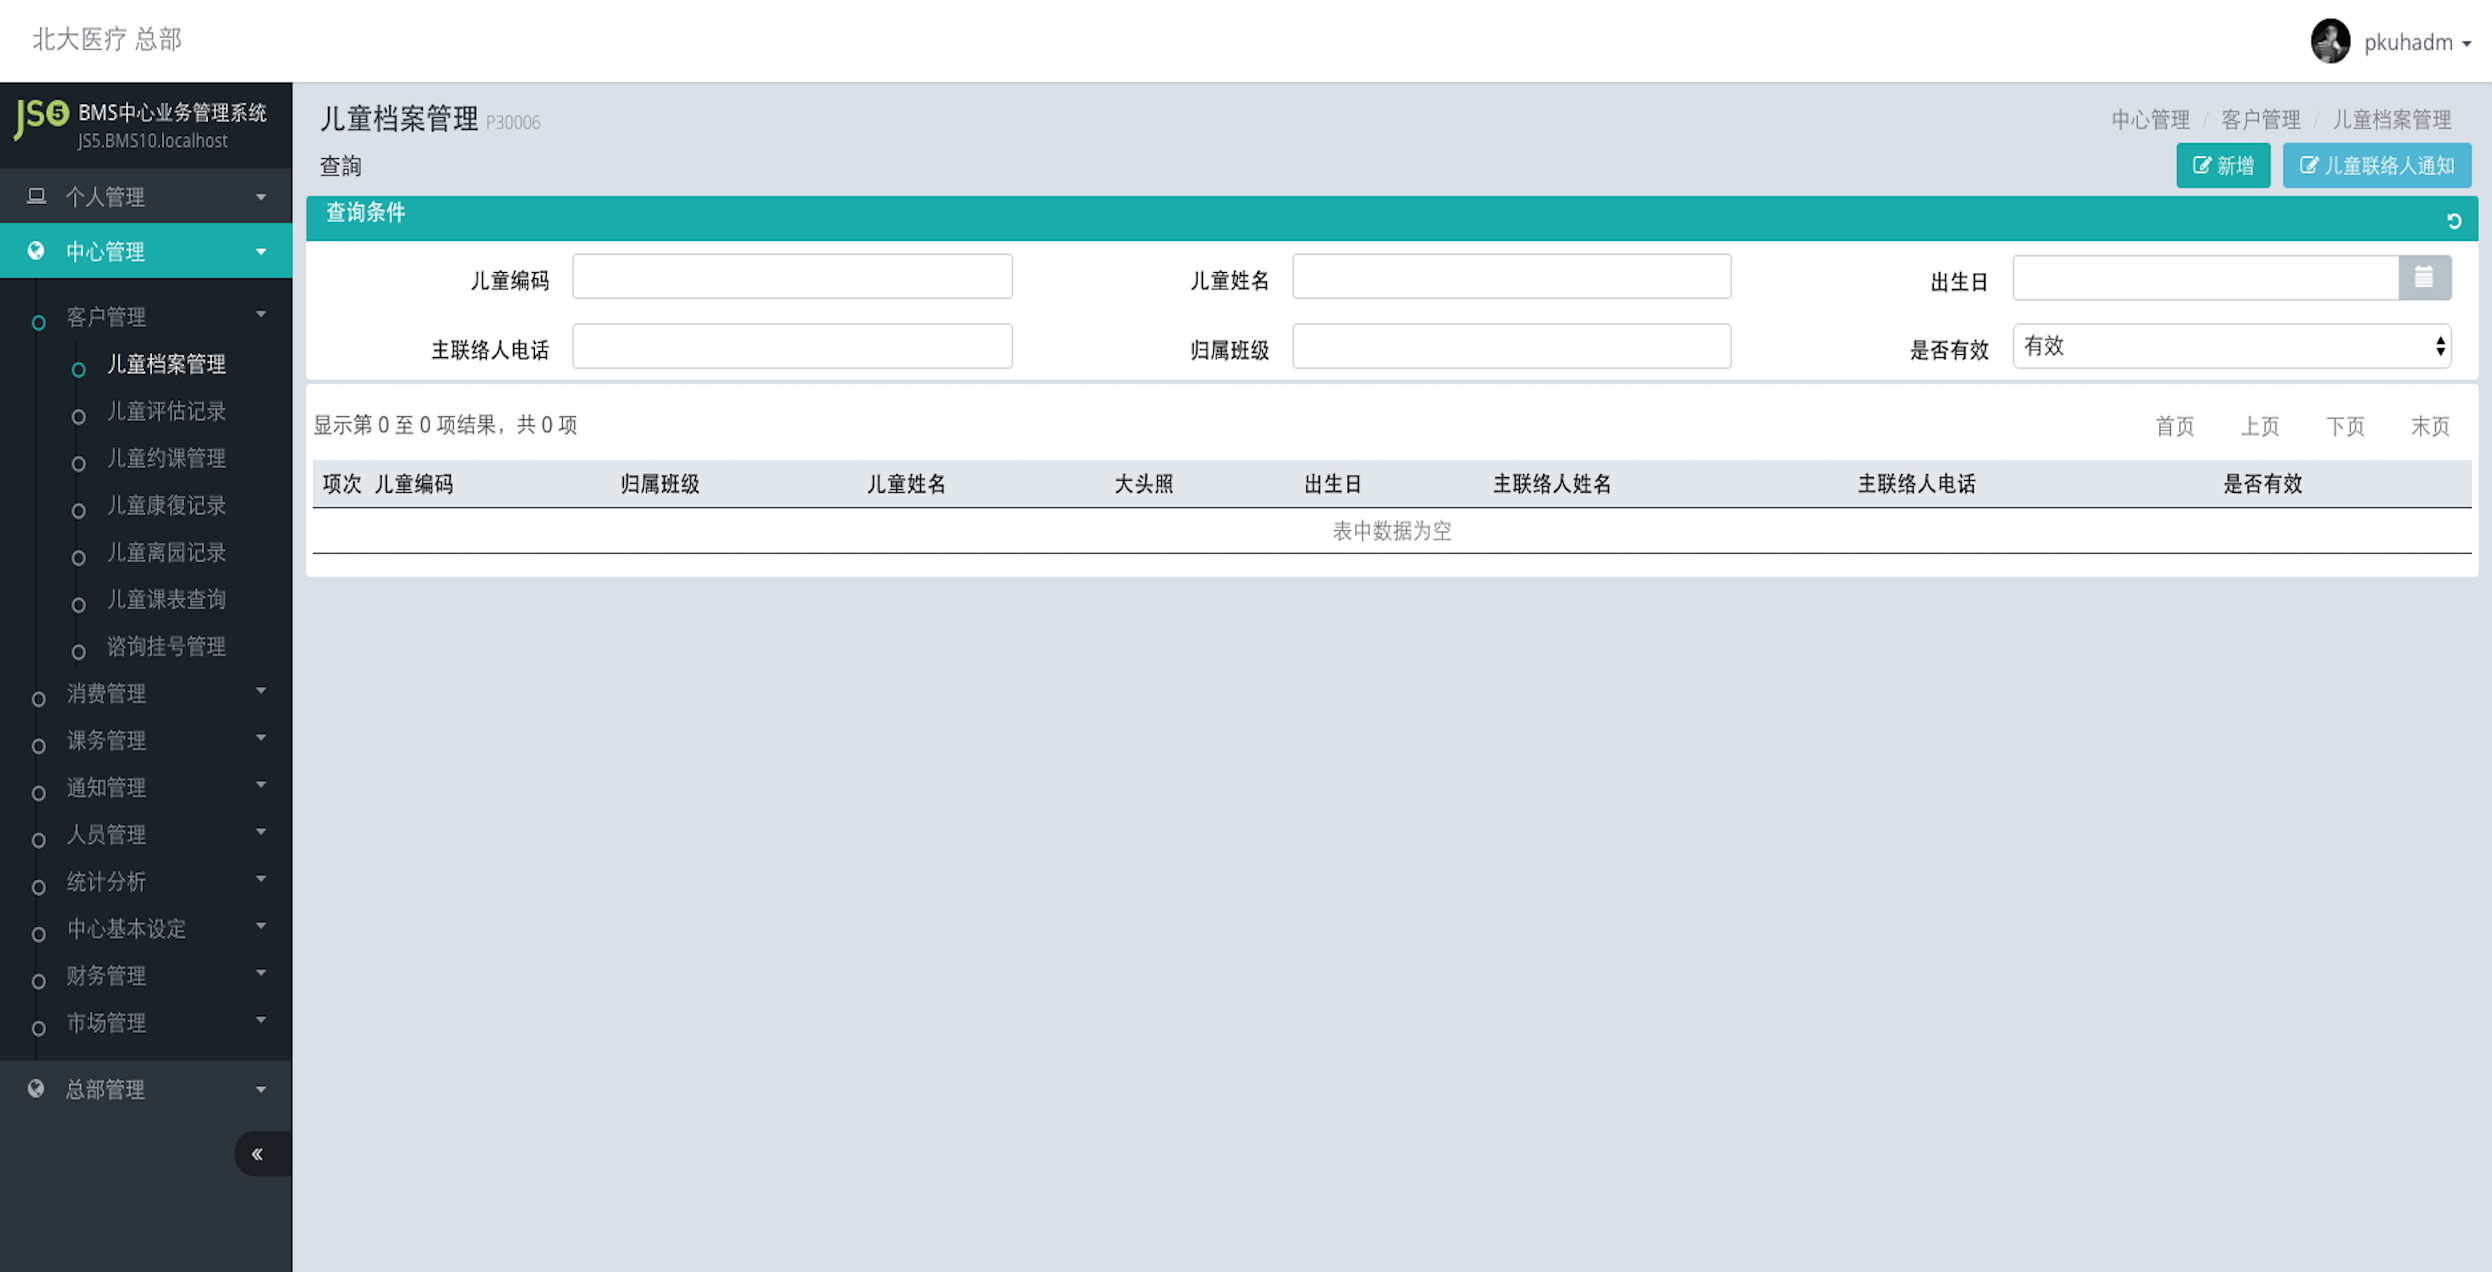 北大医疗 总部
pkuhadm
JS5 BMS中心业务管理系统
JS5.BMS10.localhost
个人管理
中心管理
客户管理
儿童档案管理
儿童评估记录
儿童约课管理
儿童康復记录
儿童离园记录
儿童课表查询
谘询挂号管理
消费管理
课务管理
通知管理
人员管理
统计分析
中心基本设定
财务管理
市场管理
总部管理
«
儿童档案管理 P30006
中心管理 / 客户管理 / 儿童档案管理
查詢
新增 儿童联络人通知
查询条件
儿童编码 儿童姓名 出生日
主联络人电话 归属班级 是否有效 有效
显示第 0 至 0 项结果，共 0 项
首页 上页 下页 末页
项次 儿童编码 归属班级 儿童姓名 大头照 出生日 主联络人姓名 主联络人电话 是否有效
表中数据为空